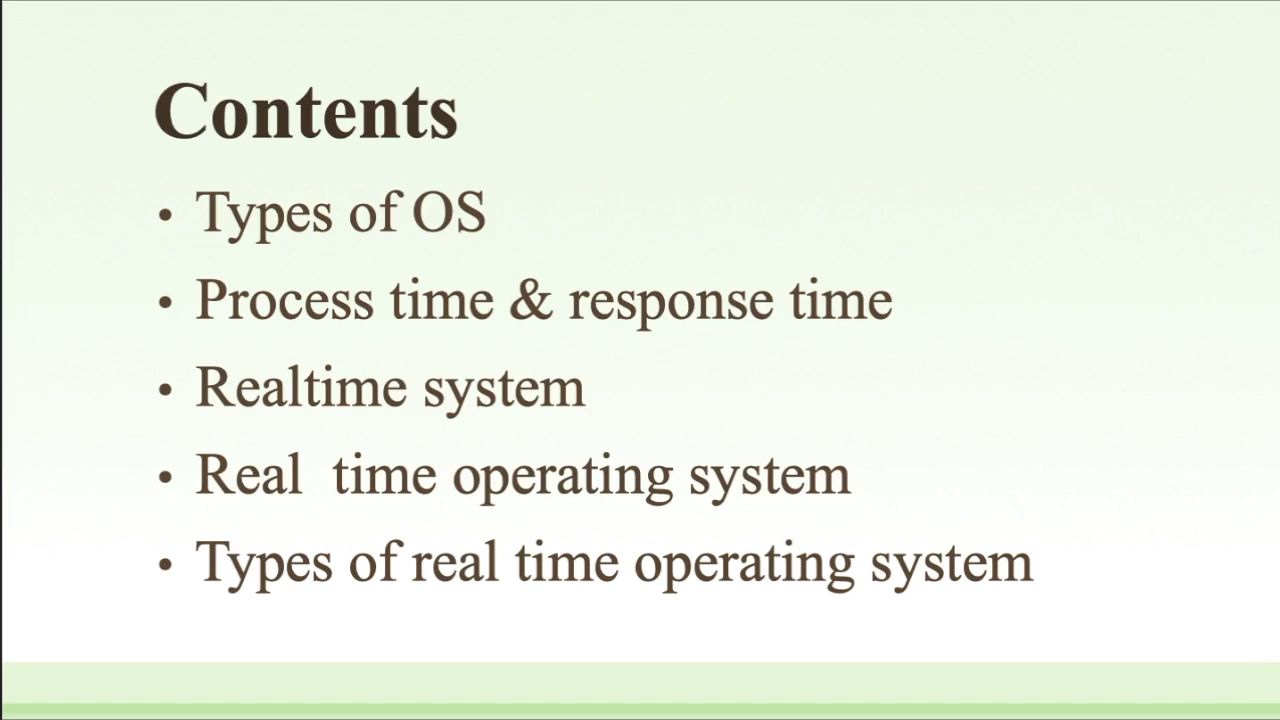 Contents
• Types of OS
• Process time & response time
• Realtime system
• Real  time operating system
• Types of real time operating system